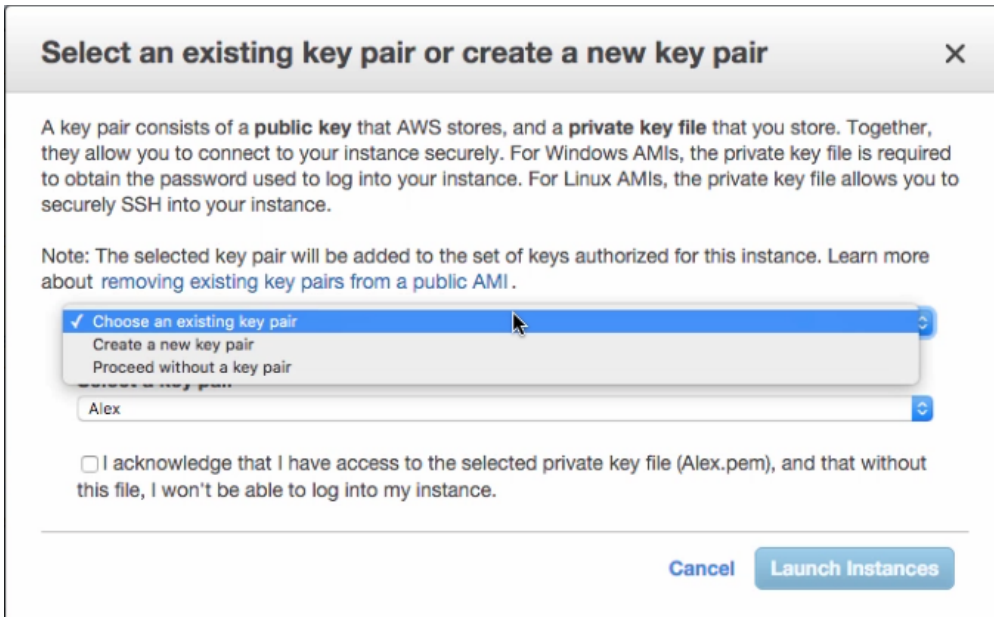 Select an existing key pair or create a new key pair
A key pair consists of a public key that AWS stores, and a private key file that you store. Together,
they allow you to connect to your instance securely. For Windows AMIs, the private key file is required
to obtain the password used to log into your instance. For Linux AMIs, the private key file allows you to
securely SSH into your instance.
Note: The selected key pair will be added to the set of keys authorized for this instance. Learn more
about removing existing key pairs from a public AMI.
✓ Choose an existing key pair
Create a new key pair
Proceed without a key pair
Select a key pair
Alex
I acknowledge that I have access to the selected private key file (Alex.pem), and that without
this file, I won't be able to log into my instance.
Cancel Launch Instances